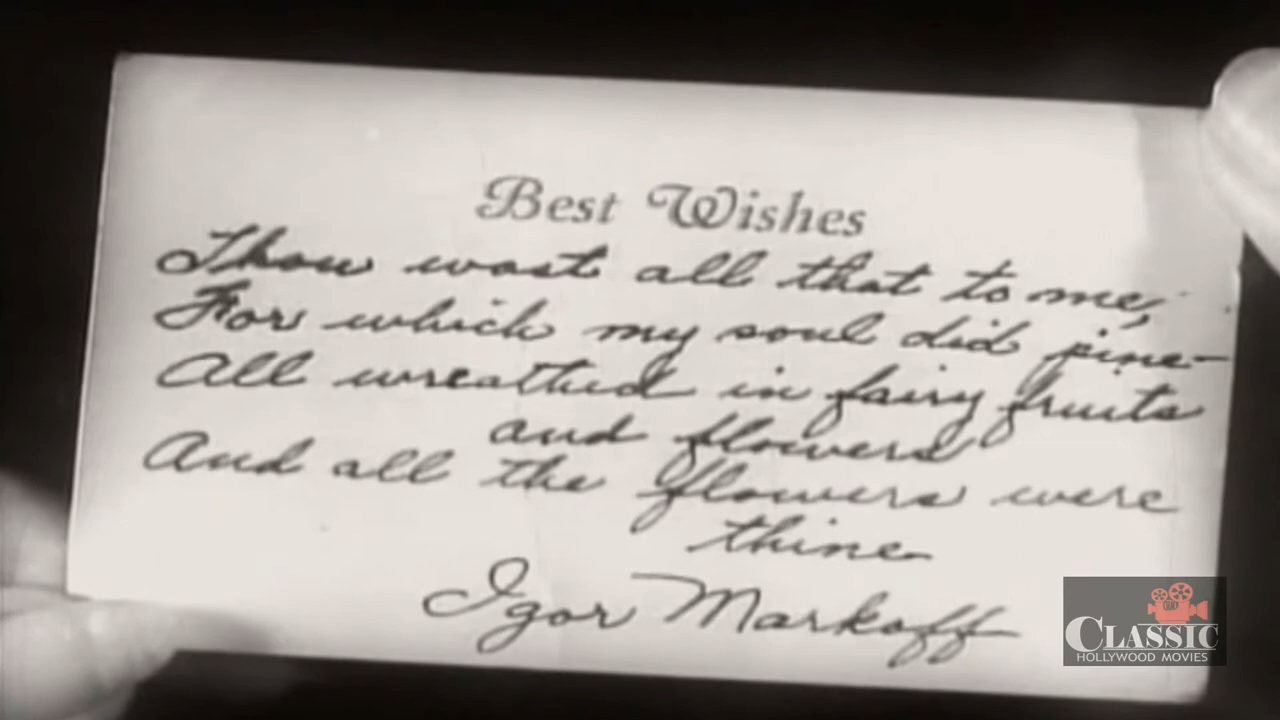 Best Wishes
Thou wast all that to me,
For which my soul did pine—
All wreathed in fairy fruits
and flowers
And all the flowers were
thine
Igor Markoff
CLASSIC
HOLLYWOOD MOVIES